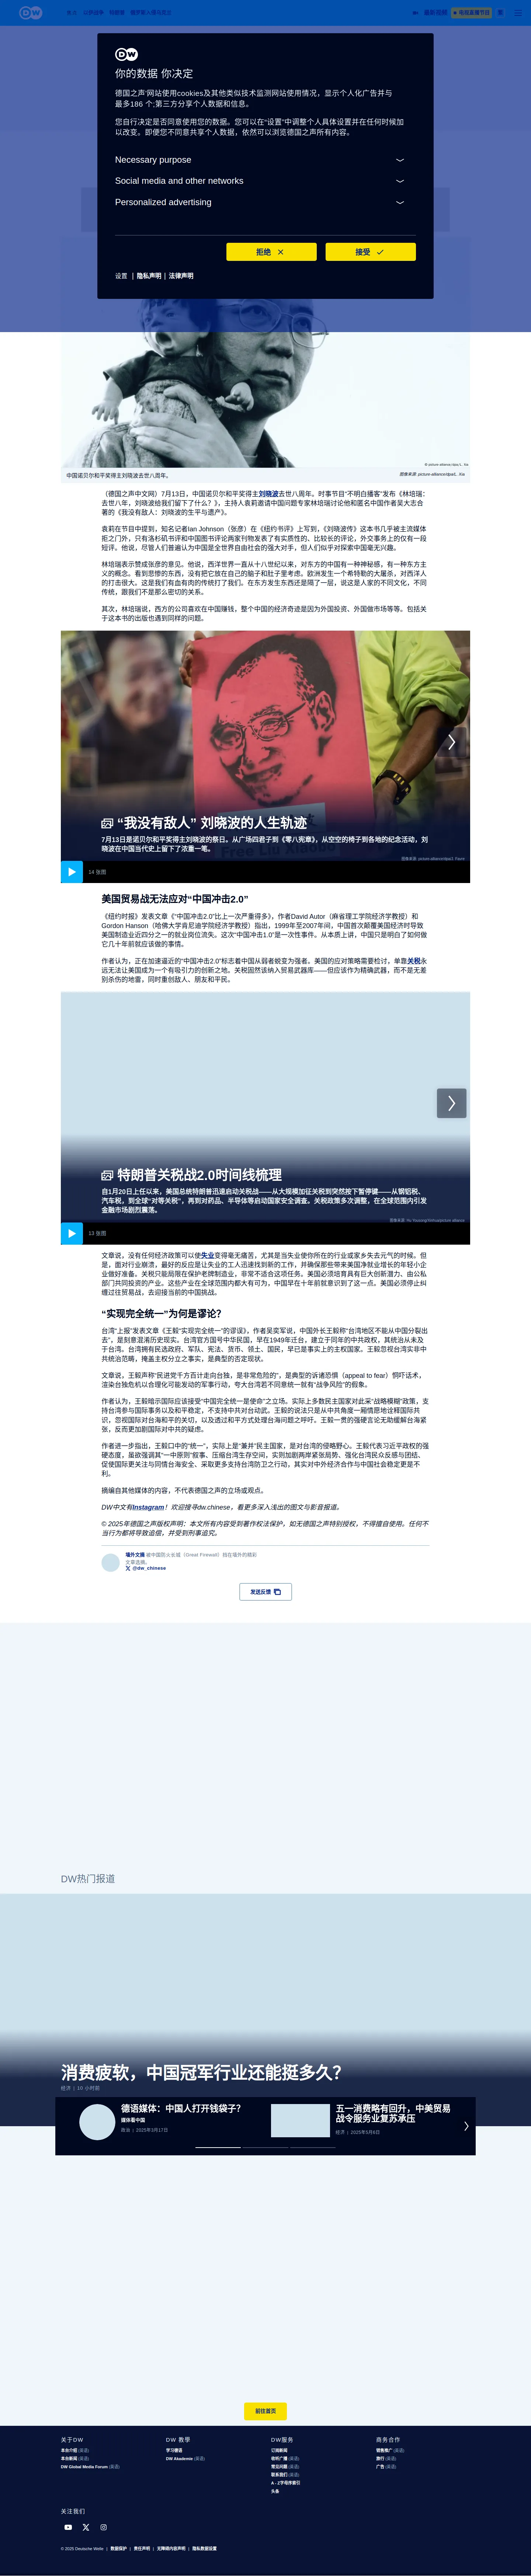 DW
你的数据 你决定
德国之声'网站使用cookies及其他类似技术监测网站使用情况，显示个人化广告并与
最多186 个;第三方分享个人数据和信息。
您自行决定是否同意使用您的数据。您可以在"设置"中调整个人具体设置并在任何时候加
以改变。即便您不同意共享个人数据，依然可以浏览德国之声所有内容。
Necessary purpose
Social media and other networks
Personalized advertising
拒绝
接受
设置 | 隐私声明 | 法律声明
中国诺贝尔和平奖得主刘晓波去世八周年。
（德国之声中文网）7月13日，中国诺贝尔和平奖得主刘晓波去世八周年。时事节目"不明白播客"发布《林培瑞：
去世八年，刘晓波给我们留下了什么？》，主持人袁莉邀请中国问题专家林培瑞讨论他和匿名中国作者吴大志合
著的《我没有敌人：刘晓波的生平与遗产》。
袁莉在节目中提到，知名记者Ian Johnson（张彦）在《纽约书评》上写到，《刘晓波传》这本书几乎被主流媒体
拒之门外，只有洛杉矶书评和中国图书评论两家刊物发表了有实质性的、比较长的评论，外交事务上的仅有一段
短评。他说，尽管人们普遍认为中国是全世界自由社会的强大对手，但人们似乎对探索中国毫无兴趣。
林培瑞表示赞成张彦的意见。他说，西洋世界一直从十八世纪以来，对东方的中国有一种神神秘感，有一种东方主
义的概念。看到悲惨的东西，没有把它放在自己的脑子和肚子里考虑。欧洲发生一个希特勒的大屠杀，对西洋人
的打击很大。这是我们有血有肉的传统打了我们。在东方发生东西还是隔了一层，说这是人家的不同文化，不同
传统，跟我们不是那么密切的关系。
其次，林培瑞说，西方的公司喜欢在中国赚钱，整个中国的经济奇迹是因为外国投资、外国做市场等等。包括关
于这本书的出版也遇到同样的问题。
“我没有敌人” 刘晓波的人生轨迹
7月13日是诺贝尔和平奖得主刘晓波的祭日。从广场四君子到《零八宪章》，从空空的椅子到各地的纪念活动，刘
晓波在中国当代史上留下了浓重一笔。
14 张图
美国贸易战无法应对“中国冲击2.0”
《纽约时报》发表文章《“中国冲击2.0”比上一次严重得多》，作者David Autor（麻省理工学院经济学教授）和
Gordon Hanson（哈佛大学肯尼迪学院经济学教授）指出，1999年至2007年间，中国首次颠覆美国经济时导致
美国制造业近四分之一的就业岗位流失。这次“中国冲击1.0”是一次性事件。从本质上讲，中国只是明白了如何做
它几十年前就应该做的事情。
作者认为，正在加速逼近的“中国冲击2.0”标志着中国从弱者蜕变为强者。美国的应对策略需要检讨，单靠关税永
远无法让美国成为一个有吸引力的创新之地。关税固然该纳入贸易武器库——但应该作为精确武器，而不是无差
别杀伤的地雷，同时重创敌人、朋友和平民。
特朗普关税战2.0时间线梳理
自1月20日上任以来，美国总统特朗普迅速启动关税战——从大规模加征关税到突然按下暂停键——从钢铝税、
汽车税，到全球“对等关税”，再到对药品、半导体等启动国家安全调查。关税政策多次调整，在全球范围内引发
金融市场剧烈震荡。
13 张图
文章说，没有任何经济政策可以使失业变得毫无痛苦，尤其是当失业使你所在的行业或家乡失去元气的时候。但
是，面对行业崩溃，最好的反应是让失业的工人迅速找到新的工作，并确保那些带来美国净就业增长的年轻小企
业做好准备。关税只能局限在保护老牌制造业，非常不适合这项任务。美国必须培育具有巨大创新潜力、由公私
部门共同投资的产业。这些产业在全球范围内都大有可为，中国早在十年前就意识到了这一点。美国必须停止纠
缠过往贸易战，去迎接当前的中国挑战。
“实现完全统一”为何是谬论？
台湾"上报"发表文章《王毅“实现完全统一”的谬误》，作者吴奕军说，中国外长王毅称“台湾地区不能从中国分裂出
去”，是刻意混淆历史现实。台湾官方国号中华民国，早在1949年迁台，建立于同年的中共政权，其统治从未及
于台湾。台湾拥有民选政府、军队、宪法、货币、领土、国民，早已是事实上的主权国家。王毅忽视台湾实非中
共统治范畴，掩盖主权分立之事实，是典型的否定现状。
文章说，王毅声称“民进党千方百计走向台独，是非常危险的”，是典型的诉诸恐惧（appeal to fear）恫吓话术，
渲染台独危机以合理化可能发动的军事行动，夸大台湾若不同意统一就有“战争风险”的假象。
作者认为，王毅暗示国际应该接受“中国完全统一是使命”之立场。实际上多数民主国家对此采“战略模糊”政策，支
持台湾参与国际事务以及和平稳定，不支持中共对台动武。王毅的说法只是从中共角度一厢情愿地诠释国际共
识，忽视国际对台海和平的关切，以及透过和平方式处理台海问题之呼吁。王毅一贯的强硬言论无助缓解台海紧
张，反而更加剧国际对中共的疑虑。
作者进一步指出，王毅口中的“统一”，实际上是“兼并”民主国家，是对台湾的侵略野心。王毅代表习近平政权的强
硬态度，虽欲强调其“一中原则”叙事、压缩台湾生存空间，实则加剧两岸紧张局势、强化台湾民众反感与团结、
促使国际更关注与同情台海安全、采取更多支持台湾防卫之行动，其实对中外经济合作与中国社会稳定更是不
利。
摘编自其他媒体的内容，不代表德国之声的立场或观点。
DW中文有Instagram！欢迎搜寻dw.chinese，看更多深入浅出的图文与影音报道。
© 2025年德国之声版权声明：本文所有内容受到著作权法保护，如无德国之声特别授权，不得擅自使用。任何不
当行为都将导致追偿，并受到刑事追究。
墙外文摘 被中国防火长城（Great Firewall）挡在墙外的精彩
文章选摘。
@dw_chinese
发送反馈
DW热门报道
消费疲软，中国冠军行业还能挺多久？
经济 | 10 小时前
德语媒体：中国人打开钱袋子？
媒体看中国
政治 | 2025年3月17日
五一消费略有回升，中美贸易
战令服务业复苏承压
经济 | 2025年5月6日
前往首页
关于DW
本台介绍 (英语)
本台新闻 (英语)
DW Global Media Forum (英语)
DW 教学
学习德语
DW Akademie (英语)
DW服务
订阅新闻
收听广播 (英语)
常见问题 (英语)
联系我们 (英语)
A - Z字母序索引
头条
商务合作
销售推广 (英语)
旅行 (英语)
广告 (英语)
关注我们
© 2025 Deutsche Welle | 数据保护 | 责任声明 | 无障碍内容声明 | 隐私数据设置